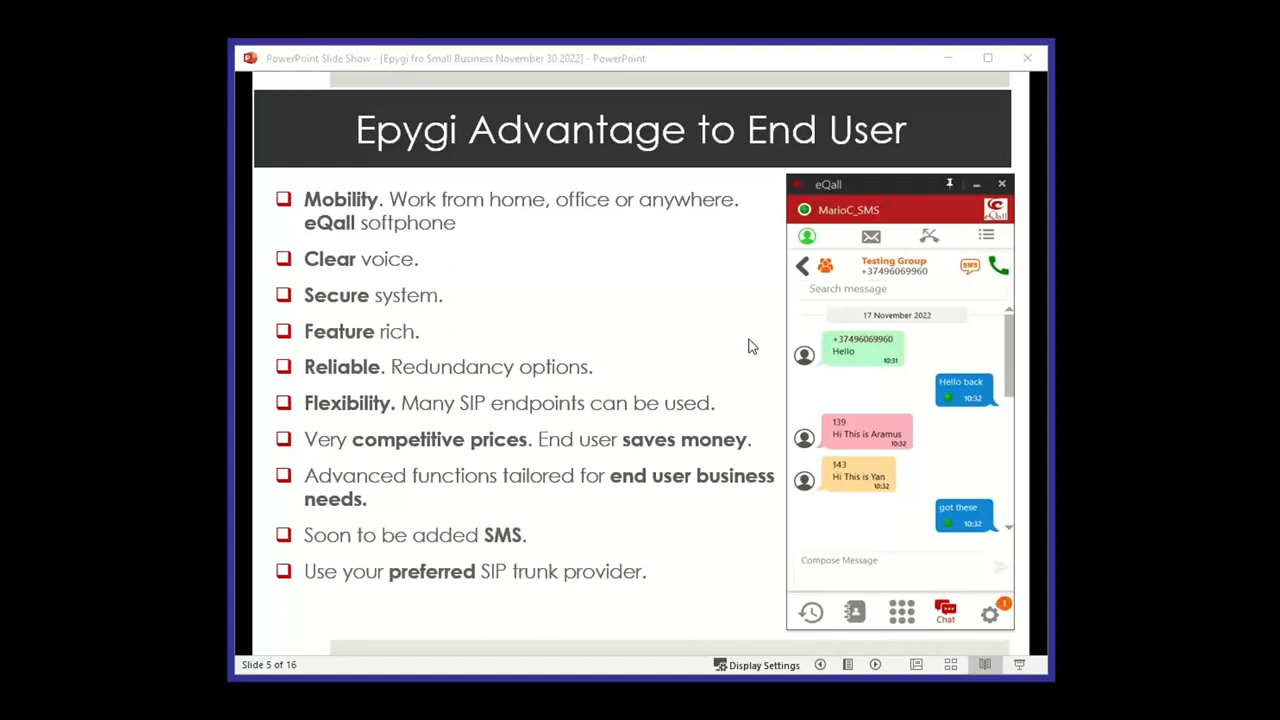 PowerPoint Slide Show - [Epygi fro Small Business November 30 2022] - PowerPoint
Epygi Advantage to End User
Mobility. Work from home, office or anywhere.
eQall softphone
Clear voice.
Secure system.
Feature rich.
Reliable. Redundancy options.
Flexibility. Many SIP endpoints can be used.
Very competitive prices. End user saves money.
Advanced functions tailored for end user business
needs.
Soon to be added SMS.
Use your preferred SIP trunk provider.
eQall
MarioC_SMS
eQall
Testing Group
+37496069960
SMS
Search message
17 November 2022
+37496069960
Hello
10:31
Hello back
10:32
139
Hi This is Aramus
10:32
143
Hi This is Yan
10:32
got these
10:32
Compose Message
Chat
1
Slide 5 of 16
Display Settings